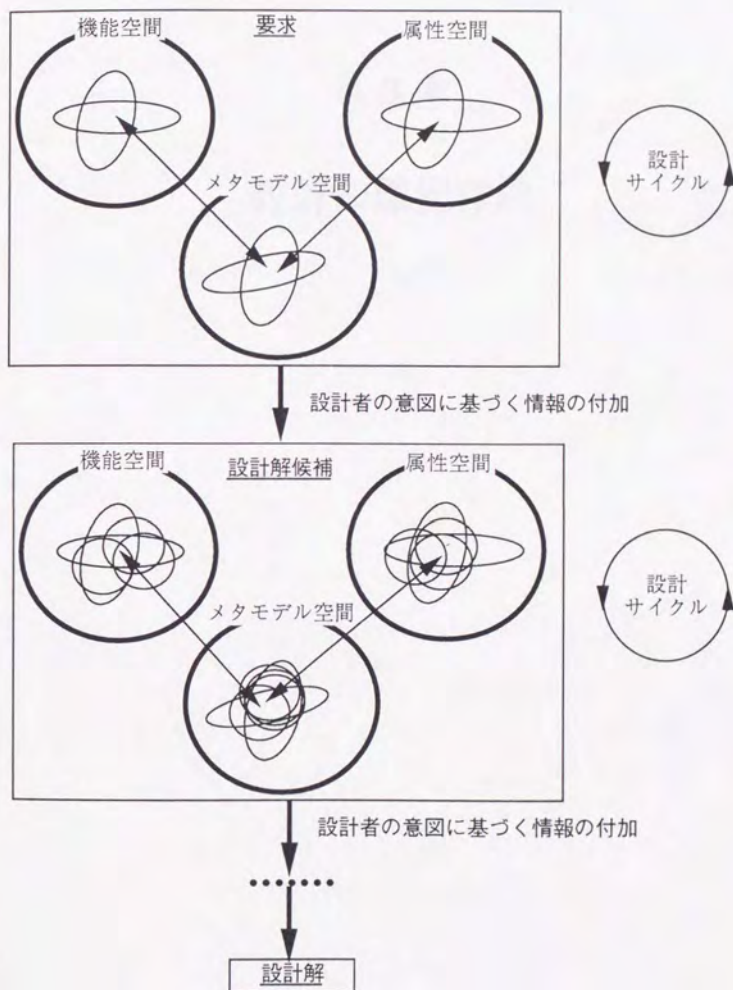 機能空間
要求
属性空間
メタモデル空間
設計
サイクル
設計者の意図に基づく情報の付加
機能空間
設計解候補
属性空間
メタモデル空間
設計
サイクル
設計者の意図に基づく情報の付加
•••••••
設計解